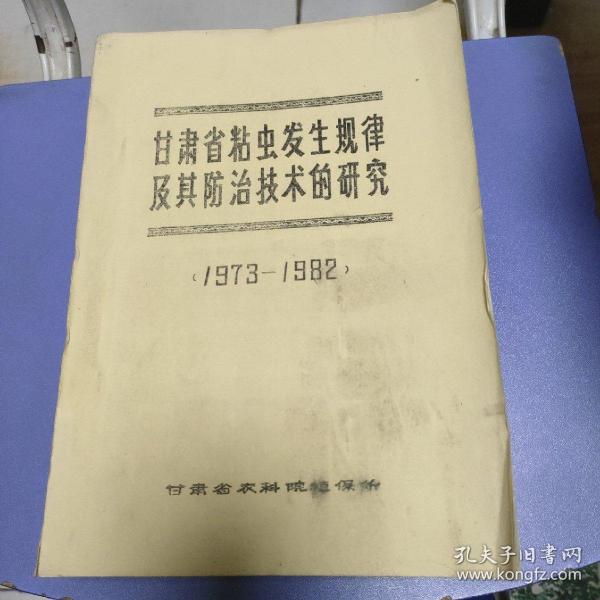 甘肃省粘虫发生规律
及其防治技术的研究
（1973—1982）
甘肃省农科院植保所
孔夫子旧书网
www.kongfz.com